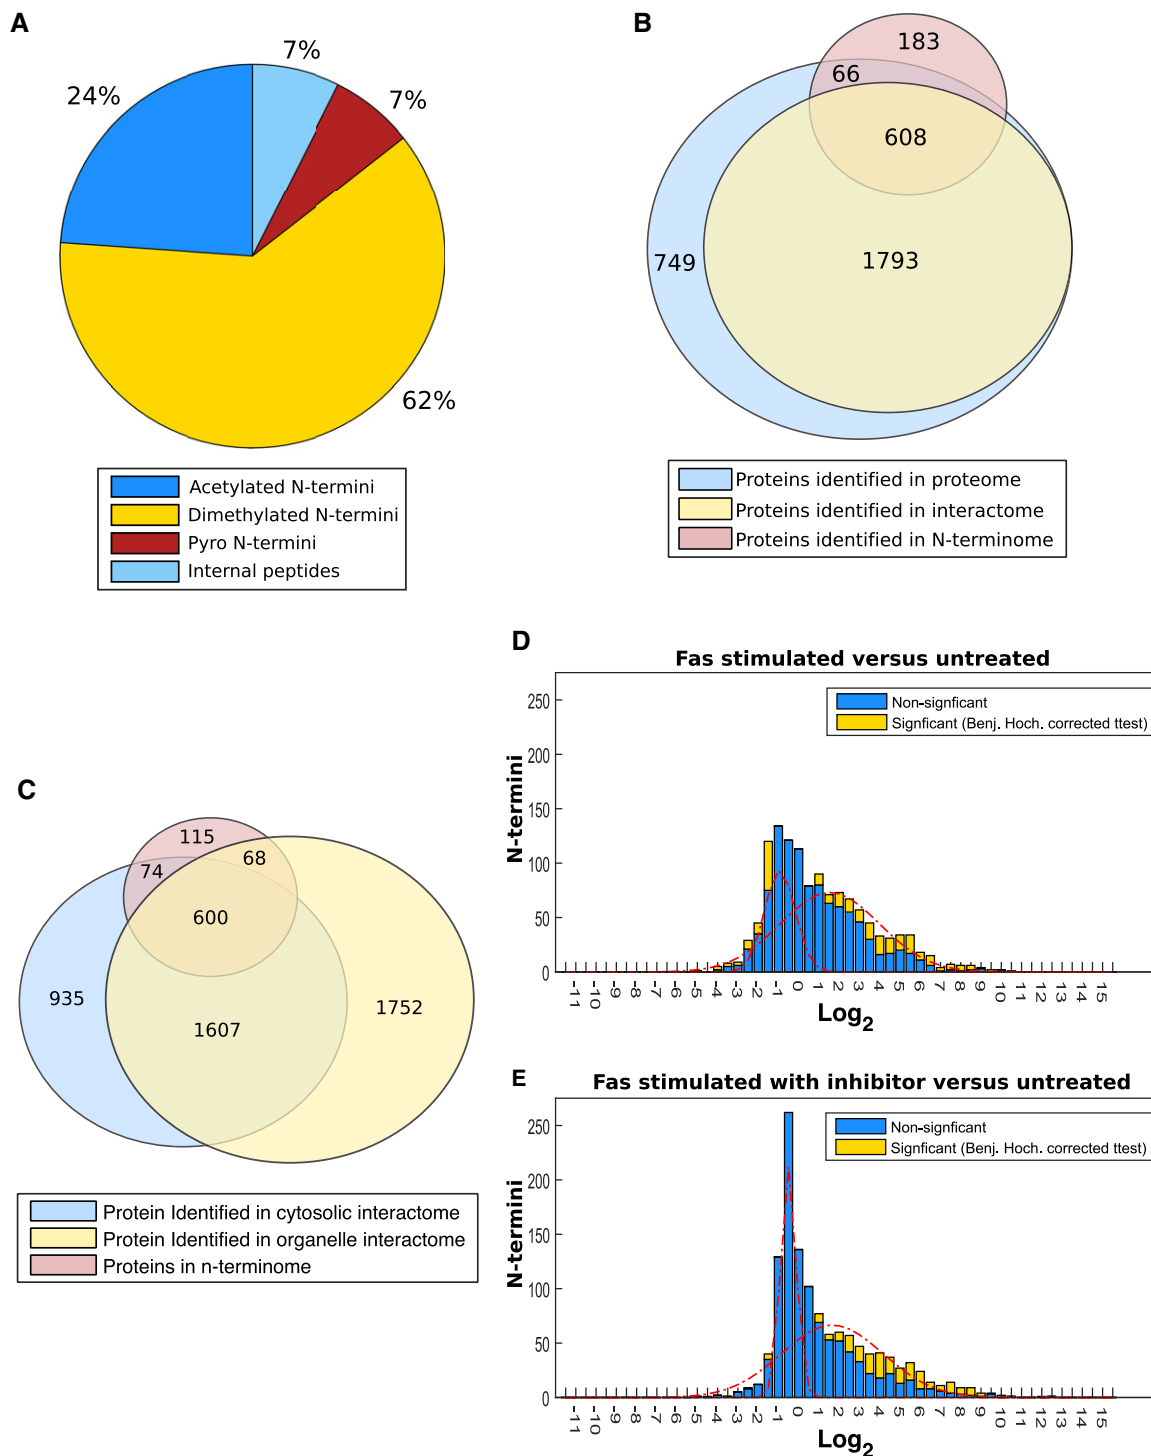 A
7%
24%
7%
62%
Acetylated N-termini
Dimethylated N-termini
Pyro N-termini
Internal peptides
B
183
66
608
749
1793
Proteins identified in proteome
Proteins identified in interactome
Proteins identified in N-terminome
C
115
74
68
600
935
1752
1607
Protein Identified in cytosolic interactome
Protein Identified in organelle interactome
Proteins in n-terminome
D
Fas stimulated versus untreated
Non-signficant
Signficant (Benj. Hoch. corrected ttest)
N-termini
250
200
150
100
50
0
-11 -10 -9 -8 -7 -6 -5 -4 -3 -2 -1 0 1 2 3 4 5 6 7 8 9 10 11 12 13 14 15
Log2
E
Fas stimulated with inhibitor versus untreated
Non-signficant
Signficant (Benj. Hoch. corrected ttest)
N-termini
250
200
150
100
50
0
-11 -10 -9 -8 -7 -6 -5 -4 -3 -2 -1 0 1 2 3 4 5 6 7 8 9 10 11 12 13 14 15
Log2